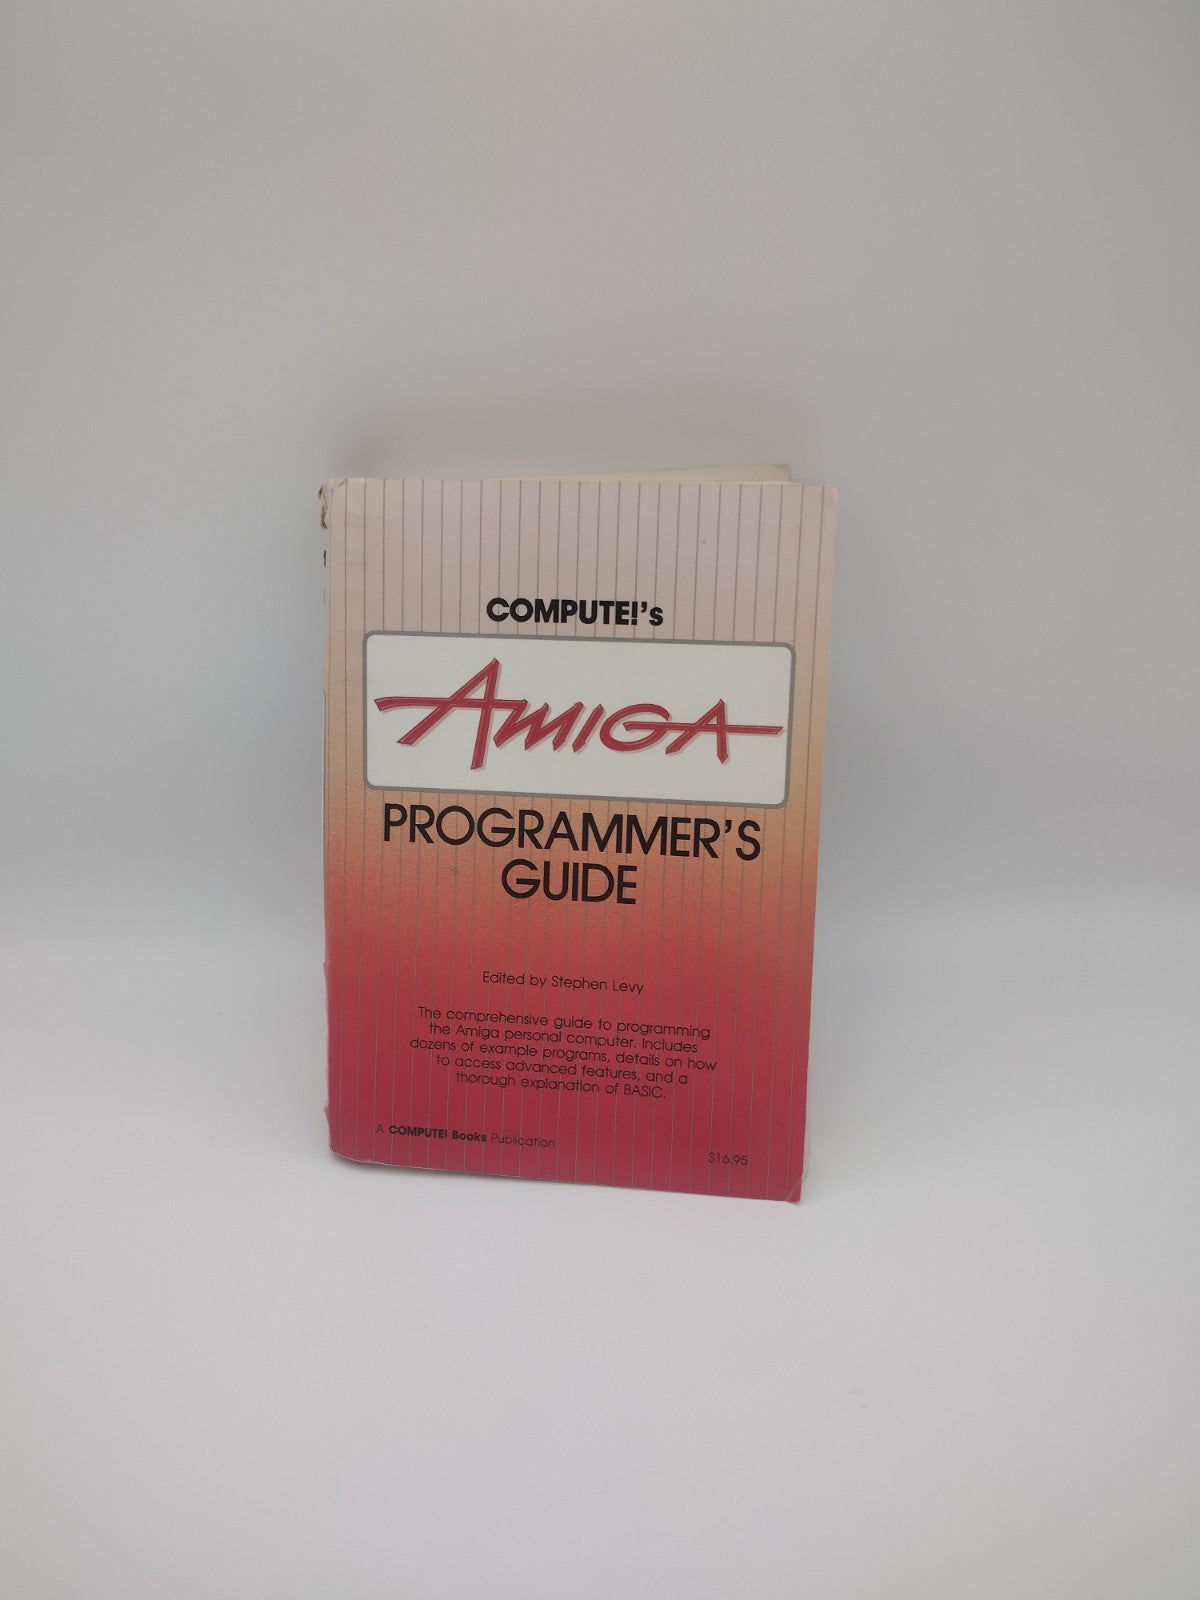 COMPUTE!'s
AMIGA
PROGRAMMER'S
GUIDE
Edited by Stephen Levy
The comprehensive guide to programming
the Amiga personal computer. Includes
dozens of example programs, details on how
to access advanced features, and a
thorough explanation of BASIC.
A COMPUTE! Books Publication
$16.95